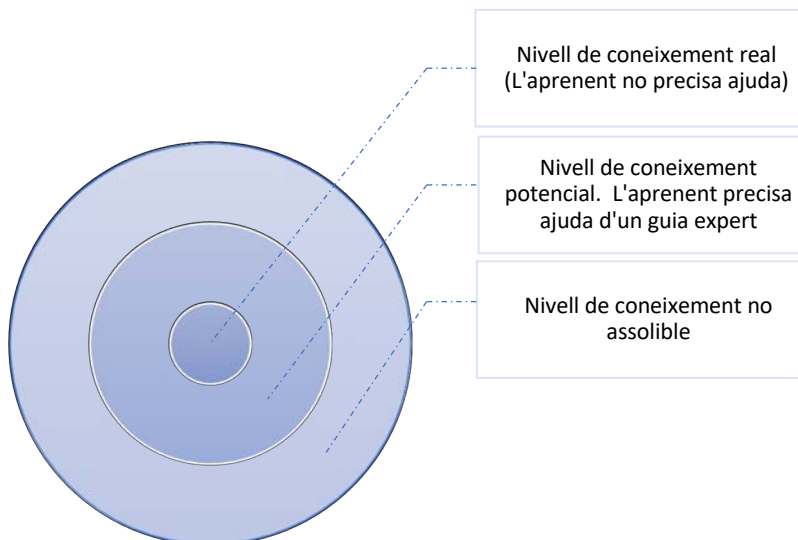 Nivell de coneixement real
(L'aprenent no precisa ajuda)
Nivell de coneixement
potencial. L'aprenent precisa
ajuda d'un guia expert
Nivell de coneixement no
assolible